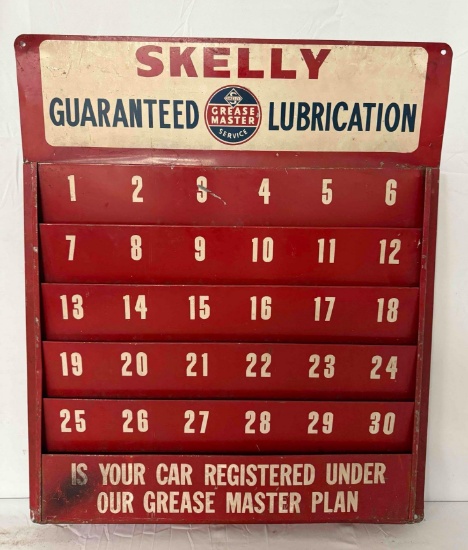 SKELLY
GUARANTEED GREASE MASTER SERVICE LUBRICATION
1 2 3 4 5 6
7 8 9 10 11 12
13 14 15 16 17 18
19 20 21 22 23 24
25 26 27 28 29 30
IS YOUR CAR REGISTERED UNDER
OUR GREASE MASTER PLAN